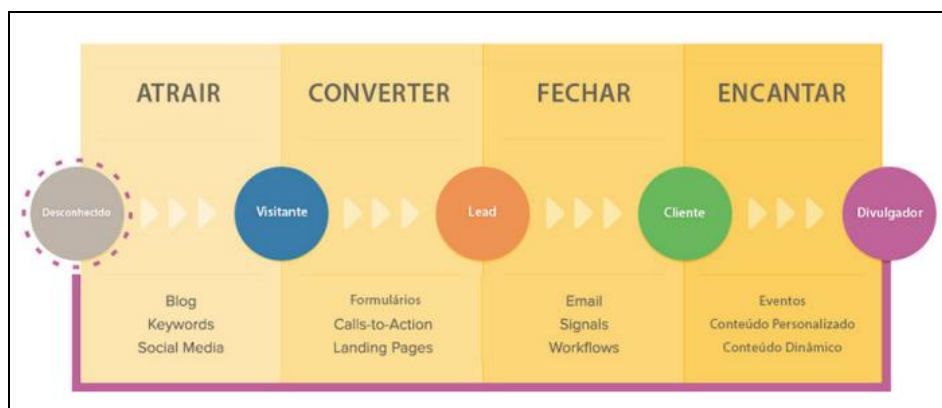 ATRAIR
CONVERTER
FECHAR
ENCANTAR
Desconhecido
Visitante
Lead
Cliente
Divulgador
Blog
Keywords
Social Media
Formulários
Calls-to-Action
Landing Pages
Email
Signals
Workflows
Eventos
Conteúdo Personalizado
Conteúdo Dinâmico